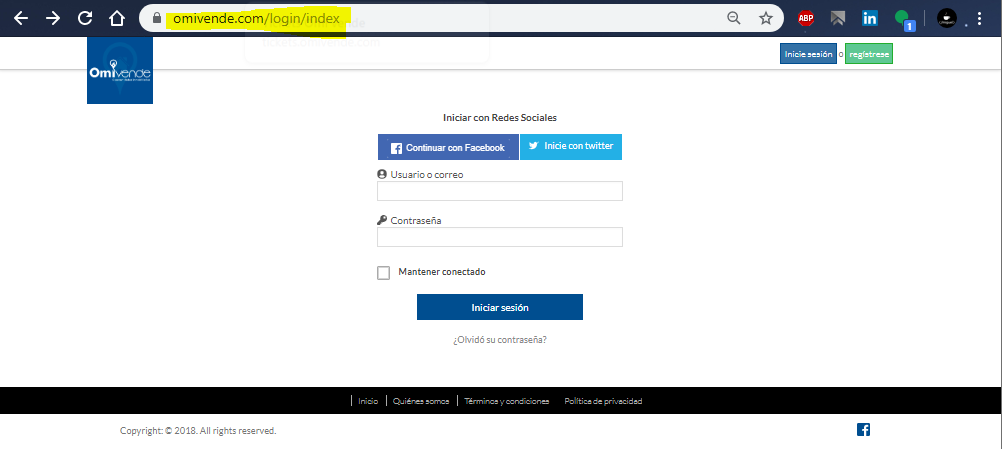 omivende.com/login/index
ABP
in
1
Omivende
Inicie sesión o regístrese
Iniciar con Redes Sociales
Continuar con Facebook Inicie con twitter
Usuario o correo
Contraseña
Mantener conectado
Iniciar sesión
¿Olvidó su contraseña?
Inicio Quiénes somos Términos y condiciones Política de privacidad
Copyright: © 2018. All rights reserved.